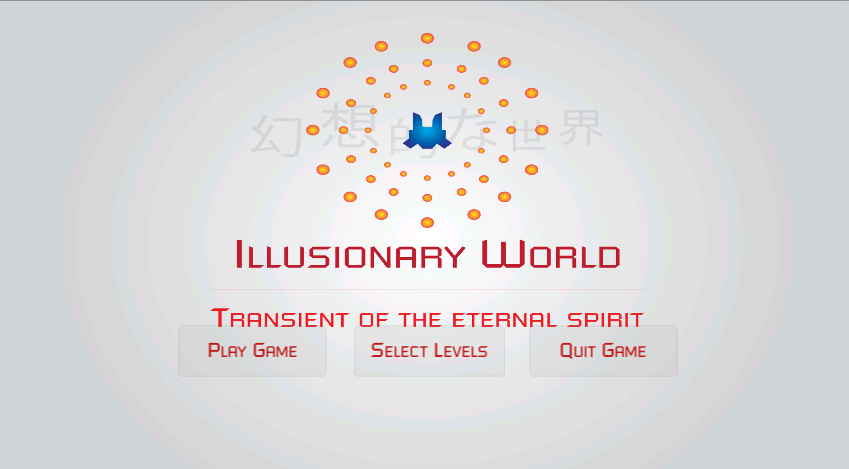 幻想的な世界
Illusionary World
Transient of the eternal spirit
Play Game
Select Levels
Quit Game